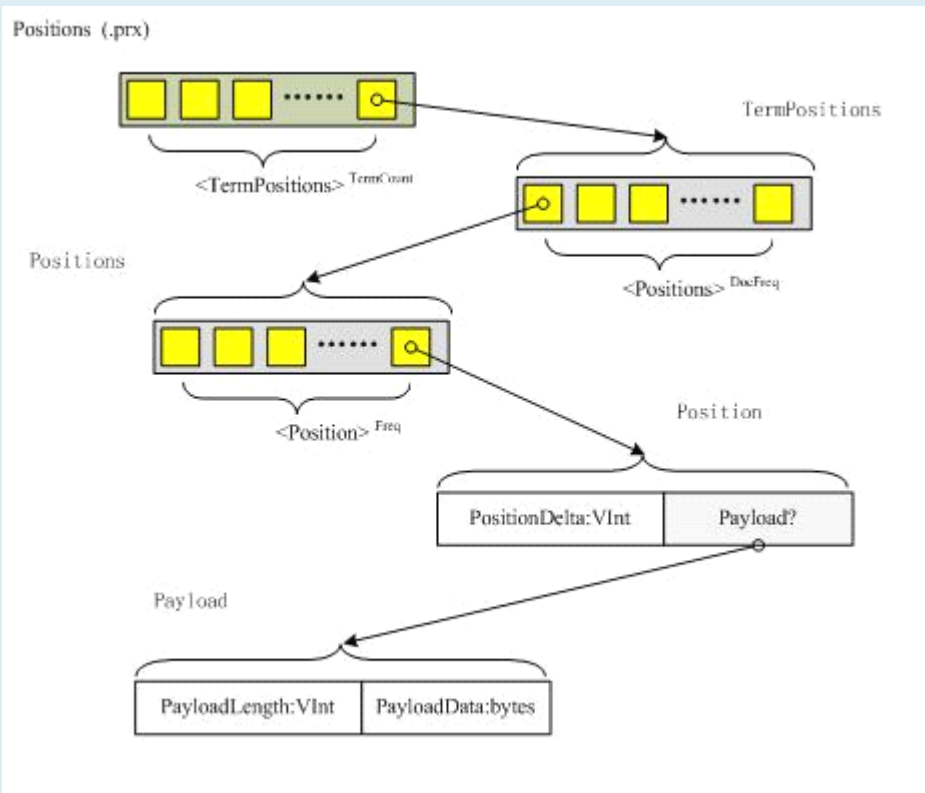 Positions (.prx)
TermPositions
<TermPositions> TermCount
Positions
<Positions> DocFreq
<Position> Freq
Position
PositionDelta:VInt
Payload?
Payload
PayloadLength:VInt
PayloadData:bytes